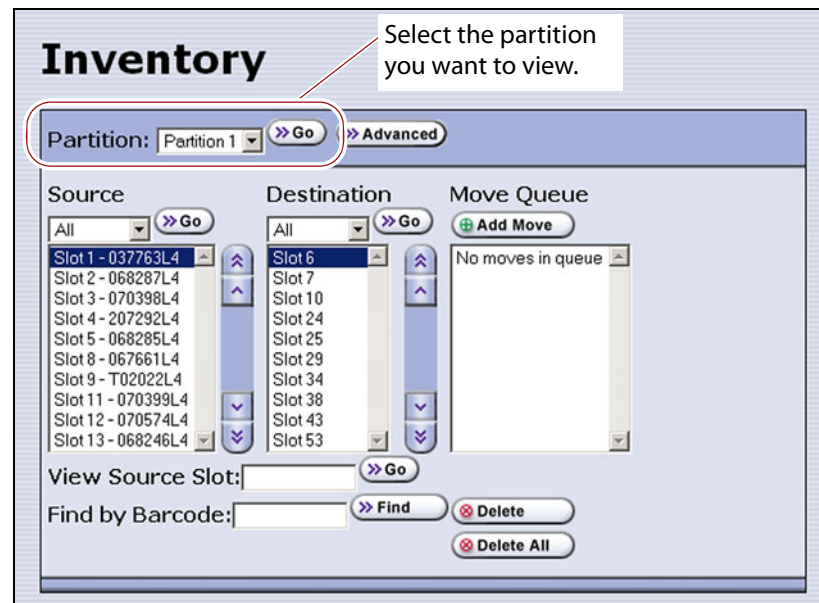 Inventory
Select the partition
you want to view.
Partition: Partition 1 Go Advanced
Source
All Go
Slot 1 - 037763L4
Slot 2 - 068287L4
Slot 3 - 070398L4
Slot 4 - 207292L4
Slot 5 - 068285L4
Slot 8 - 067661L4
Slot 9 - T02022L4
Slot 11 - 070399L4
Slot 12 - 070574L4
Slot 13 - 068246L4
Destination
All Go
Slot 6
Slot 7
Slot 10
Slot 24
Slot 25
Slot 29
Slot 34
Slot 38
Slot 43
Slot 53
Move Queue
Add Move
No moves in queue
View Source Slot: Go
Find by Barcode: Find
Delete
Delete All